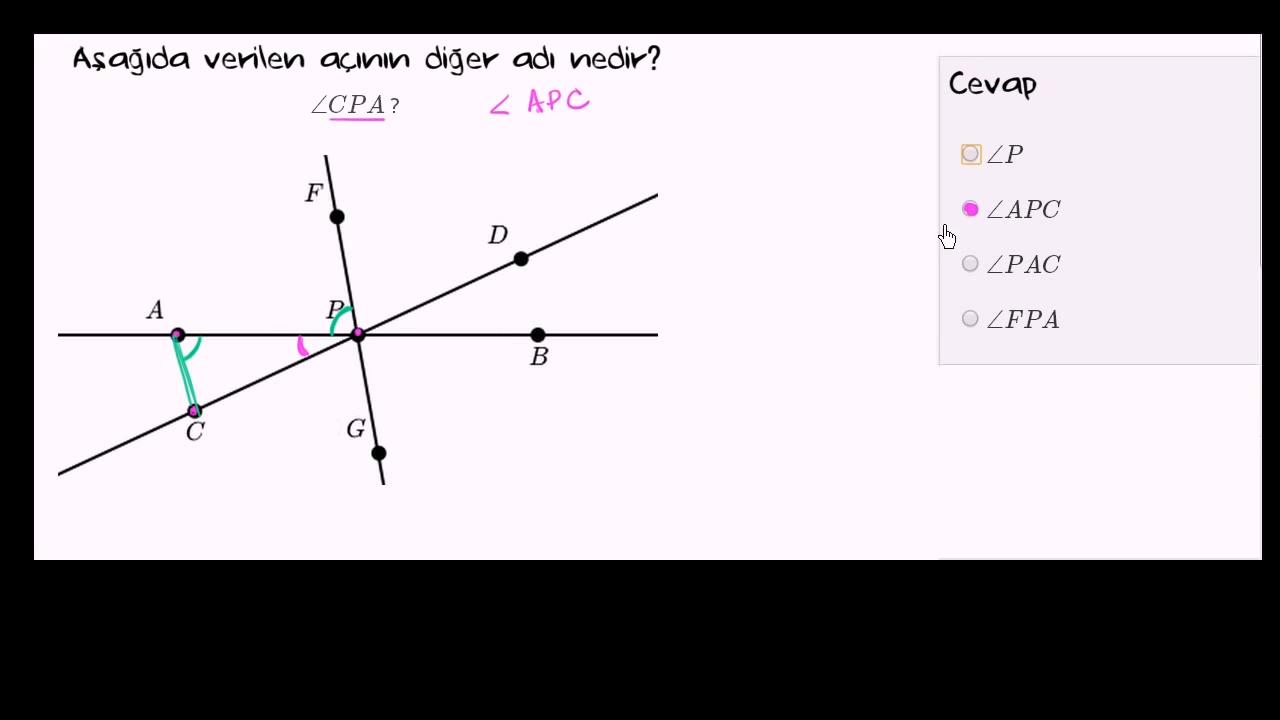 Aşağıda verilen açının diğer adı nedir?
∠CPA? ∠ APC
F
D
A
P
B
C
G
Cevap
∠P
∠APC
∠PAC
∠FPA